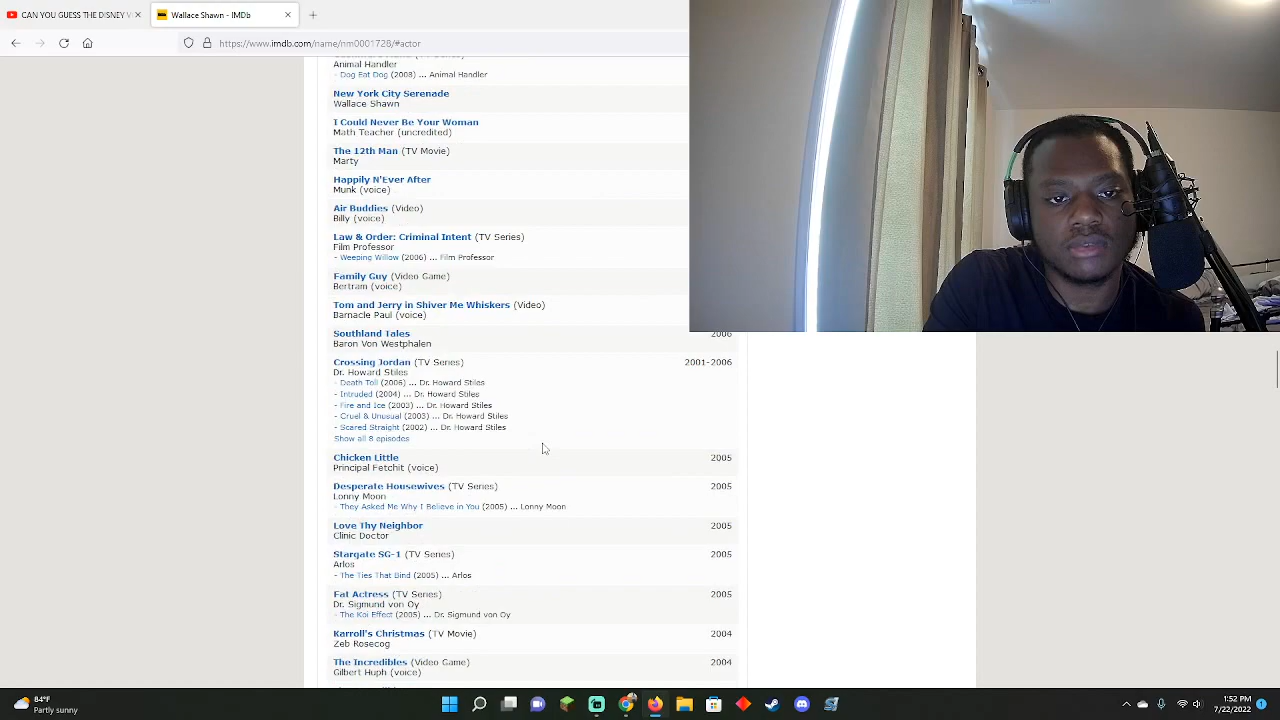 CAN YOU GUESS THE DISNEY V
Wallace Shawn - IMDb
https://www.imdb.com/name/nm0001728/#actor
Animal Handler
- Dog Eat Dog (2008) ... Animal Handler
New York City Serenade
Wallace Shawn
I Could Never Be Your Woman
Math Teacher (uncredited)
The 12th Man (TV Movie)
Marty
Happily N'Ever After
Munk (voice)
Air Buddies (Video)
Billy (voice)
Law & Order: Criminal Intent (TV Series)
Film Professor
- Weeping Willow (2006) ... Film Professor
Family Guy (Video Game)
Bertram (voice)
Tom and Jerry in Shiver Me Whiskers (Video)
Barnacle Paul (voice)
Southland Tales 2006
Baron Von Westphalen
Crossing Jordan (TV Series) 2001-2006
Dr. Howard Stiles
- Death Toll (2006) ... Dr. Howard Stiles
- Intruded (2004) ... Dr. Howard Stiles
- Fire and Ice (2003) ... Dr. Howard Stiles
- Cruel & Unusual (2003) ... Dr. Howard Stiles
- Scared Straight (2002) ... Dr. Howard Stiles
Show all 8 episodes
Chicken Little 2005
Principal Fetchit (voice)
Desperate Housewives (TV Series) 2005
Lonny Moon
- They Asked Me Why I Believe in You (2005) ... Lonny Moon
Love Thy Neighbor 2005
Clinic Doctor
Stargate SG-1 (TV Series) 2005
Arlos
- The Ties That Bind (2005) ... Arlos
Fat Actress (TV Series) 2005
Dr. Sigmund von Oy
- The Koi Effect (2005) ... Dr. Sigmund von Oy
Karroll's Christmas (TV Movie) 2004
Zeb Rosecog
The Incredibles (Video Game) 2004
Gilbert Huph (voice)
84°F
Partly sunny
1:52 PM
7/22/2022